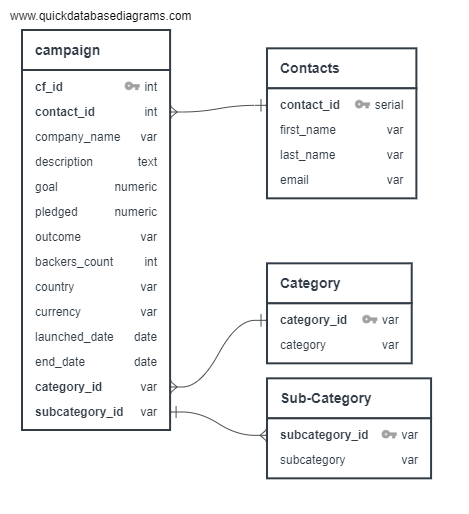 www.quickdatabasediagrams.com
campaign
cf_id int
contact_id int
company_name var
description text
goal numeric
pledged numeric
outcome var
backers_count int
country var
currency var
launched_date date
end_date date
category_id var
subcategory_id var
Contacts
contact_id serial
first_name var
last_name var
email var
Category
category_id var
category var
Sub-Category
subcategory_id var
subcategory var